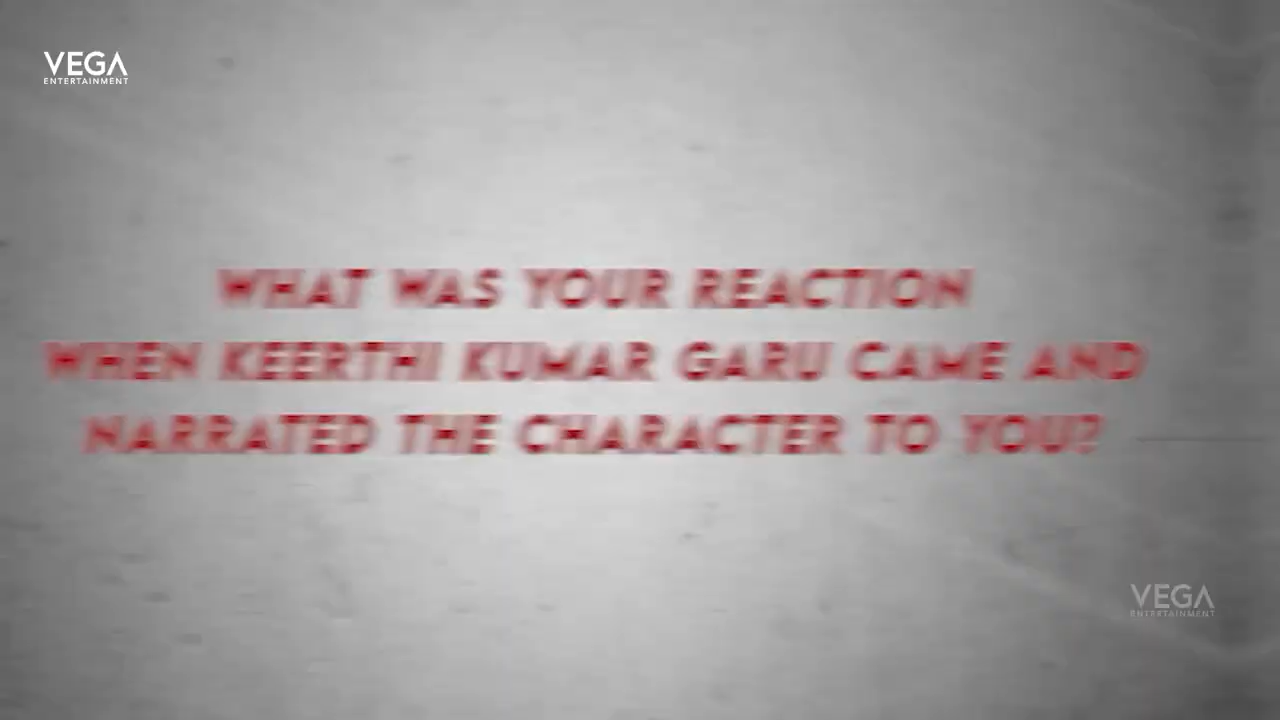 VEGA
ENTERTAINMENT
WHAT WAS YOUR REACTION
WHEN KEERTHI KUMAR GARU CAME AND
NARRATED THE CHARACTER TO YOU?
VEGA
ENTERTAINMENT